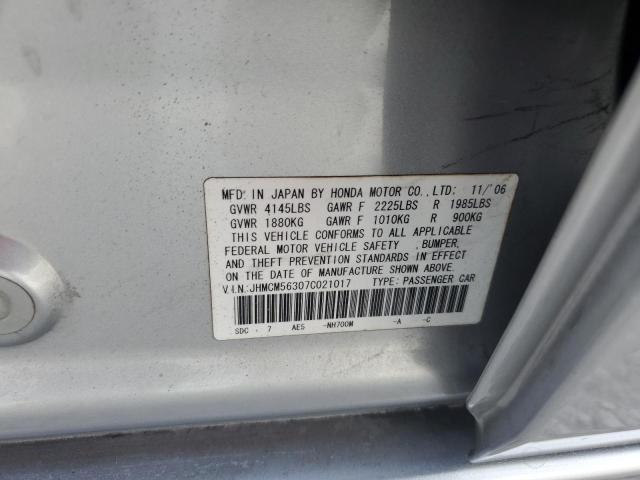 MFD. IN JAPAN BY HONDA MOTOR CO., LTD: 11/'06
GVWR 4145LBS GAWR F 2225LBS R 1985LBS
GVWR 1880KG GAWR F 1010KG R 900KG
THIS VEHICLE CONFORMS TO ALL APPLICABLE
FEDERAL MOTOR VEHICLE SAFETY , BUMPER,
AND THEFT PREVENTION STANDARDS IN EFFECT
ON THE DATE OF MANUFACTURE SHOWN ABOVE.
V.I.N.:JHMCM56307C021017 TYPE: PASSENGER CAR
SDC - 7 AE5 -NH700M -A -C